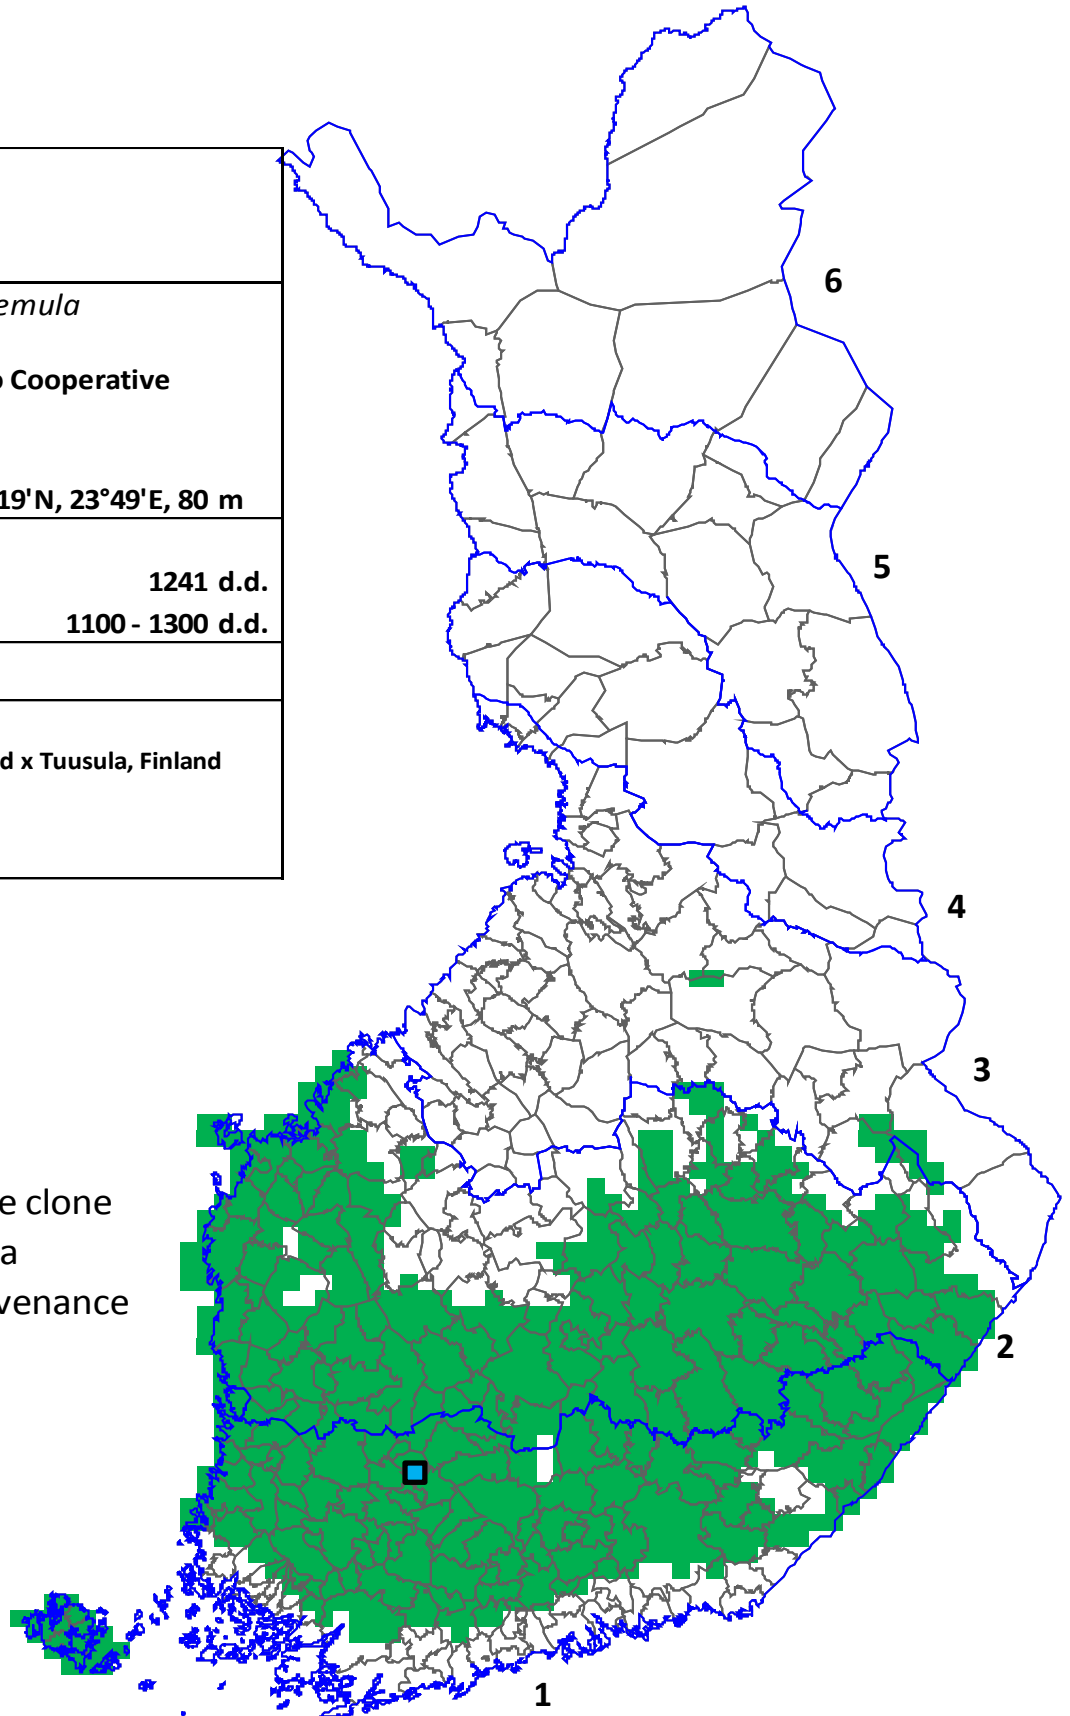 6
emula
Cooperative
19'N, 23°49'E, 80 m
5
1241 d.d.
1100 - 1300 d.d.
d x Tuusula, Finland
4
3
e clone
a
venance
2
1